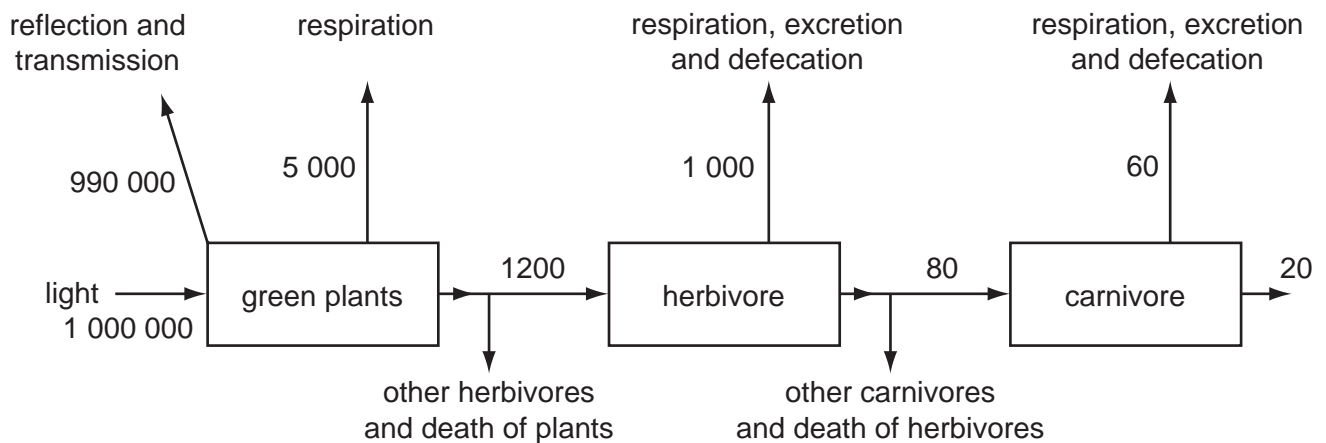 reflection and
transmission
respiration
respiration, excretion
and defecation
respiration, excretion
and defecation
990 000
5 000
1 000
60
light
1 000 000
green plants
1200
herbivore
80
carnivore
20
other herbivores
and death of plants
other carnivores
and death of herbivores